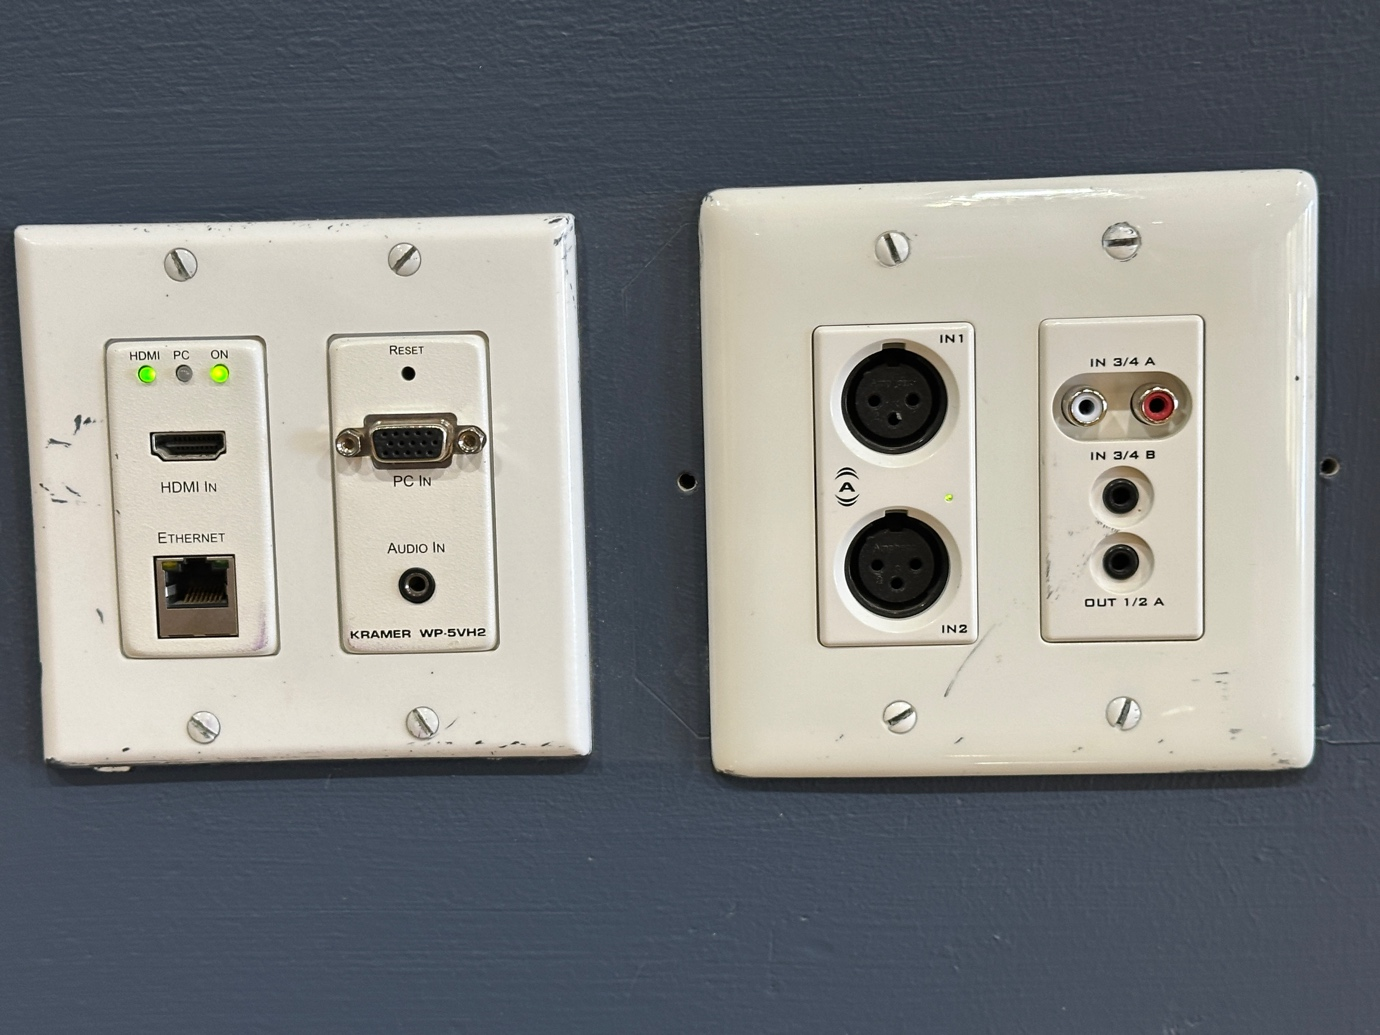 HDMI PC ON
HDMI IN
ETHERNET
RESET
PC IN
AUDIO IN
KRAMER WP-5VH2
IN1
A
IN2
IN 3/4 A
IN 3/4 B
OUT 1/2 A